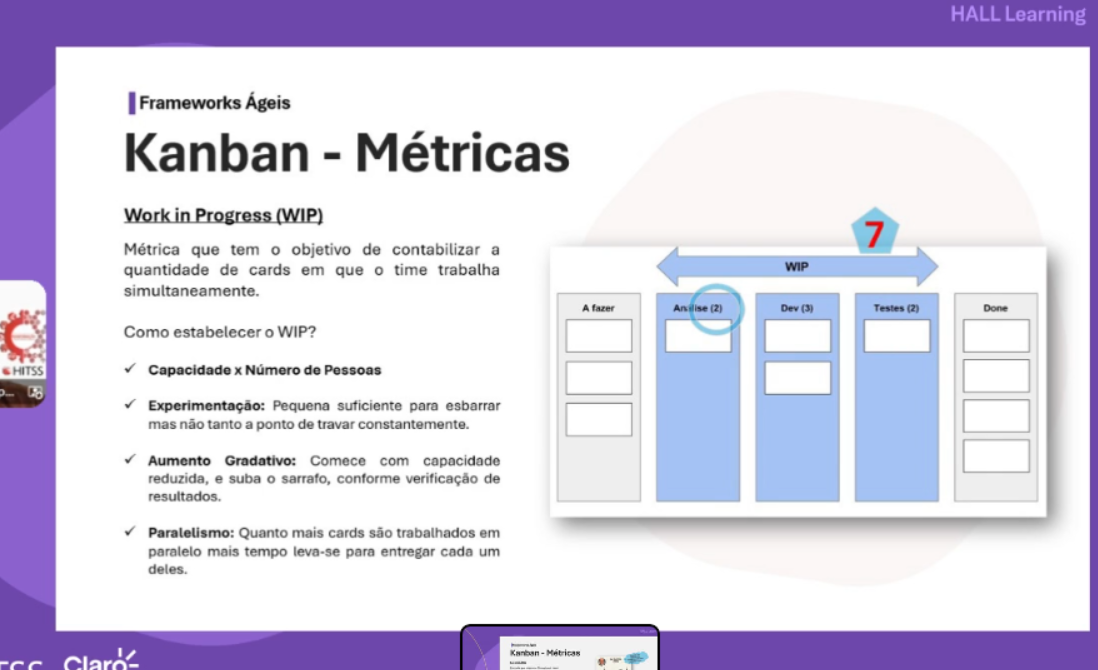 HALL Learning
Frameworks Ágeis
Kanban - Métricas
Work in Progress (WIP)
Métrica que tem o objetivo de contabilizar a
quantidade de cards em que o time trabalha
simultaneamente.
Como estabelecer o WIP?
✓ Capacidade x Número de Pessoas
✓ Experimentação: Pequena suficiente para esbarrar
mas não tanto a ponto de travar constantemente.
✓ Aumento Gradativo: Comece com capacidade
reduzida, e suba o sarrafo, conforme verificação de
resultados.
✓ Paralelismo: Quanto mais cards são trabalhados em
paralelo mais tempo leva-se para entregar cada um
deles.
7
WIP
A fazer
Análise (2)
Dev (3)
Testes (2)
Done
HITSS
Claro
Kanban - Métricas